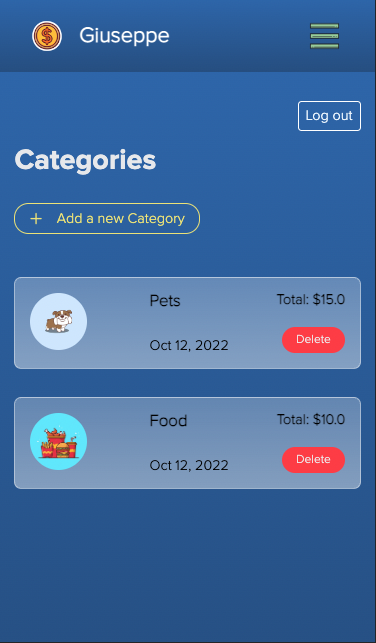 Giuseppe
Log out
Categories
+ Add a new Category
Pets
Total: $15.0
Oct 12, 2022
Delete
Food
Total: $10.0
Oct 12, 2022
Delete